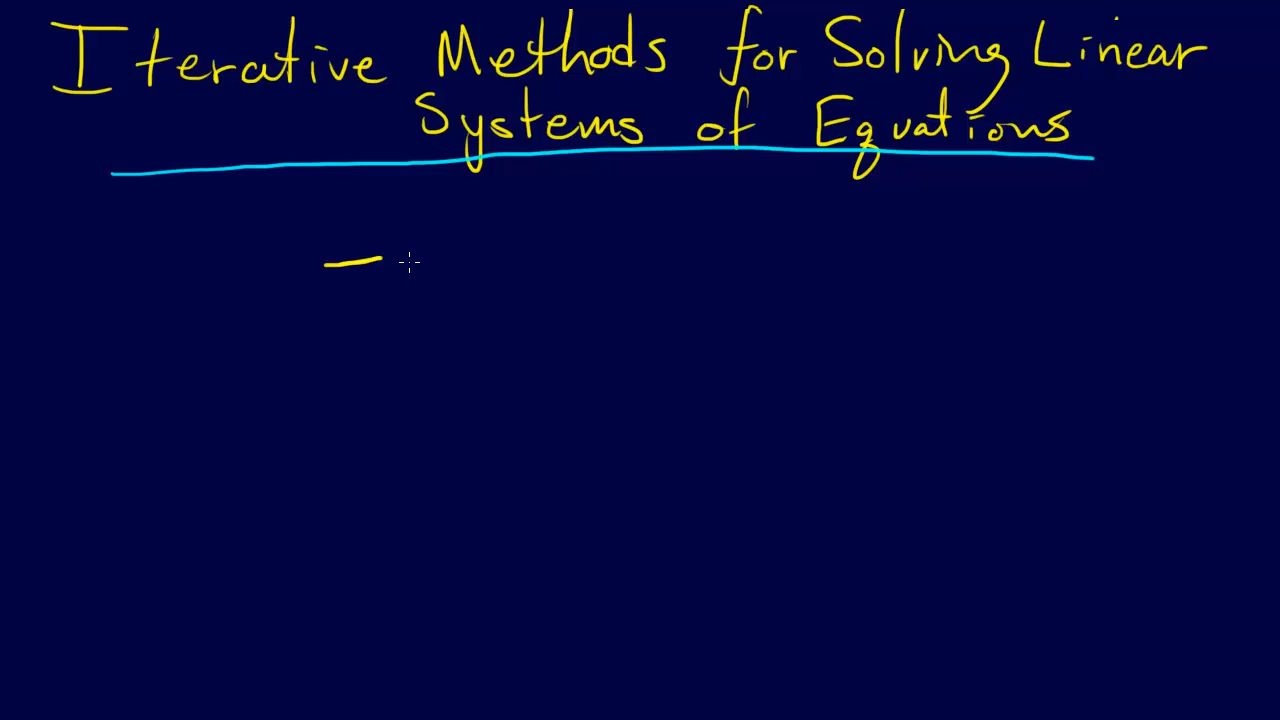 Iterative Methods for Solving Linear
Systems of Equations
—